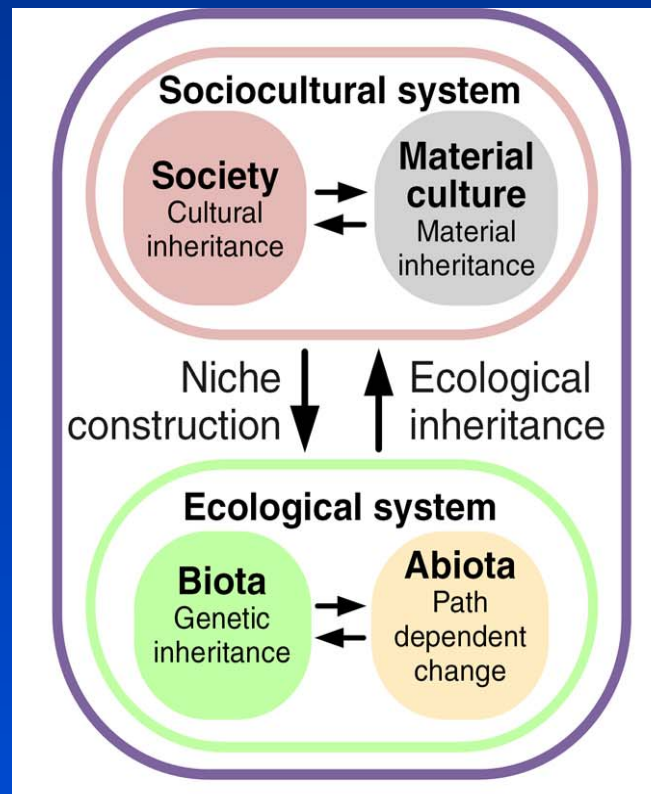 Sociocultural system
Society
Cultural
inheritance
Material
culture
Material
inheritance
Niche
construction
Ecological
inheritance
Ecological system
Biota
Genetic
inheritance
Abiota
Path
dependent
change